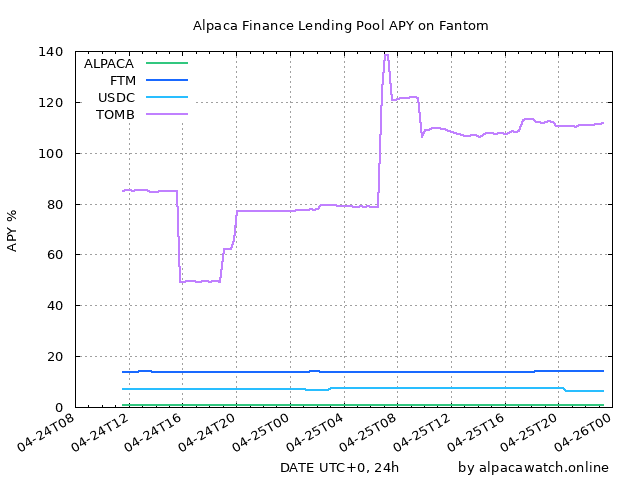 Alpaca Finance Lending Pool APY on Fantom
140
120
100
80
60
40
20
0
APY %
ALPACA
FTM
USDC
TOMB
04-24T08
04-24T12
04-24T16
04-24T20
04-25T00
04-25T04
04-25T08
04-25T12
04-25T16
04-25T20
04-26T00
DATE UTC+0, 24h
by alpacawatch.online